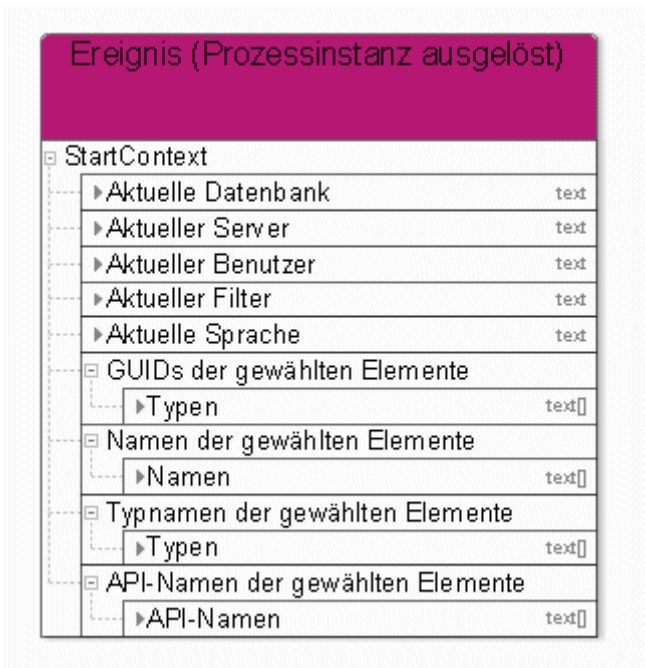 Ereignis (Prozessinstanz ausgelöst)
StartContext
Aktuelle Datenbank text
Aktueller Server text
Aktueller Benutzer text
Aktueller Filter text
Aktuelle Sprache text
GUIDs der gewählten Elemente
Typen text[]
Namen der gewählten Elemente
Namen text[]
Typnamen der gewählten Elemente
Typen text[]
API-Namen der gewählten Elemente
API-Namen text[]